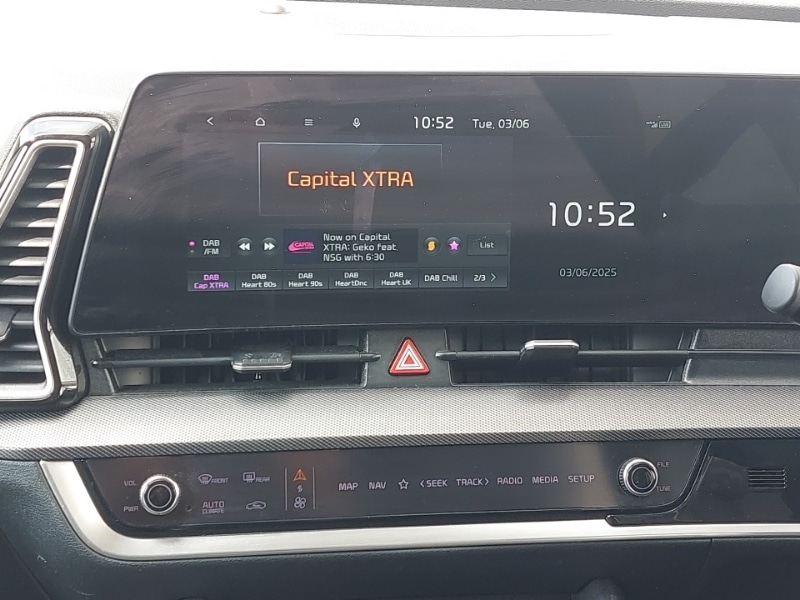 10:52 Tue, 03/06
Capital XTRA
10:52
DAB
/FM
CAPITAL
Now on Capital
XTRA: Geko feat.
NSG with 6:30
List
03/06/2025
DAB
Cap XTRA
DAB
Heart 80s
DAB
Heart 90s
DAB
HeartDnc
DAB
Heart UK
DAB Chill
2/3 >
VOL
PWR
FRONT
REAR
AUTO
CLIMATE
MAP NAV ☆ <SEEK TRACK> RADIO MEDIA SETUP
FILE
TUNE